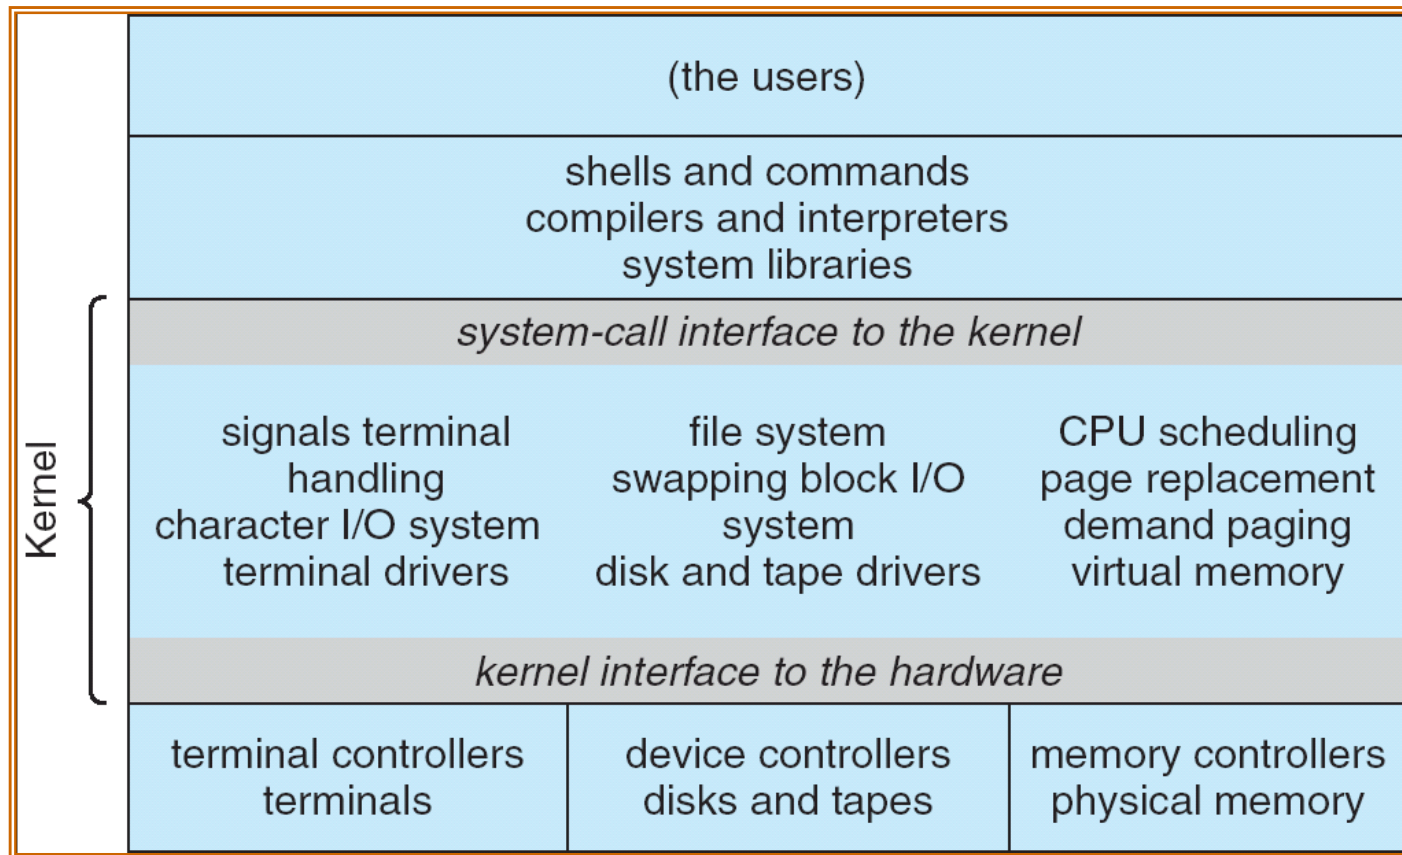 (the users)
shells and commands
compilers and interpreters
system libraries
system-call interface to the kernel
Kernel
signals terminal
handling
character I/O system
terminal drivers
file system
swapping block I/O
system
disk and tape drivers
CPU scheduling
page replacement
demand paging
virtual memory
kernel interface to the hardware
terminal controllers
terminals
device controllers
disks and tapes
memory controllers
physical memory